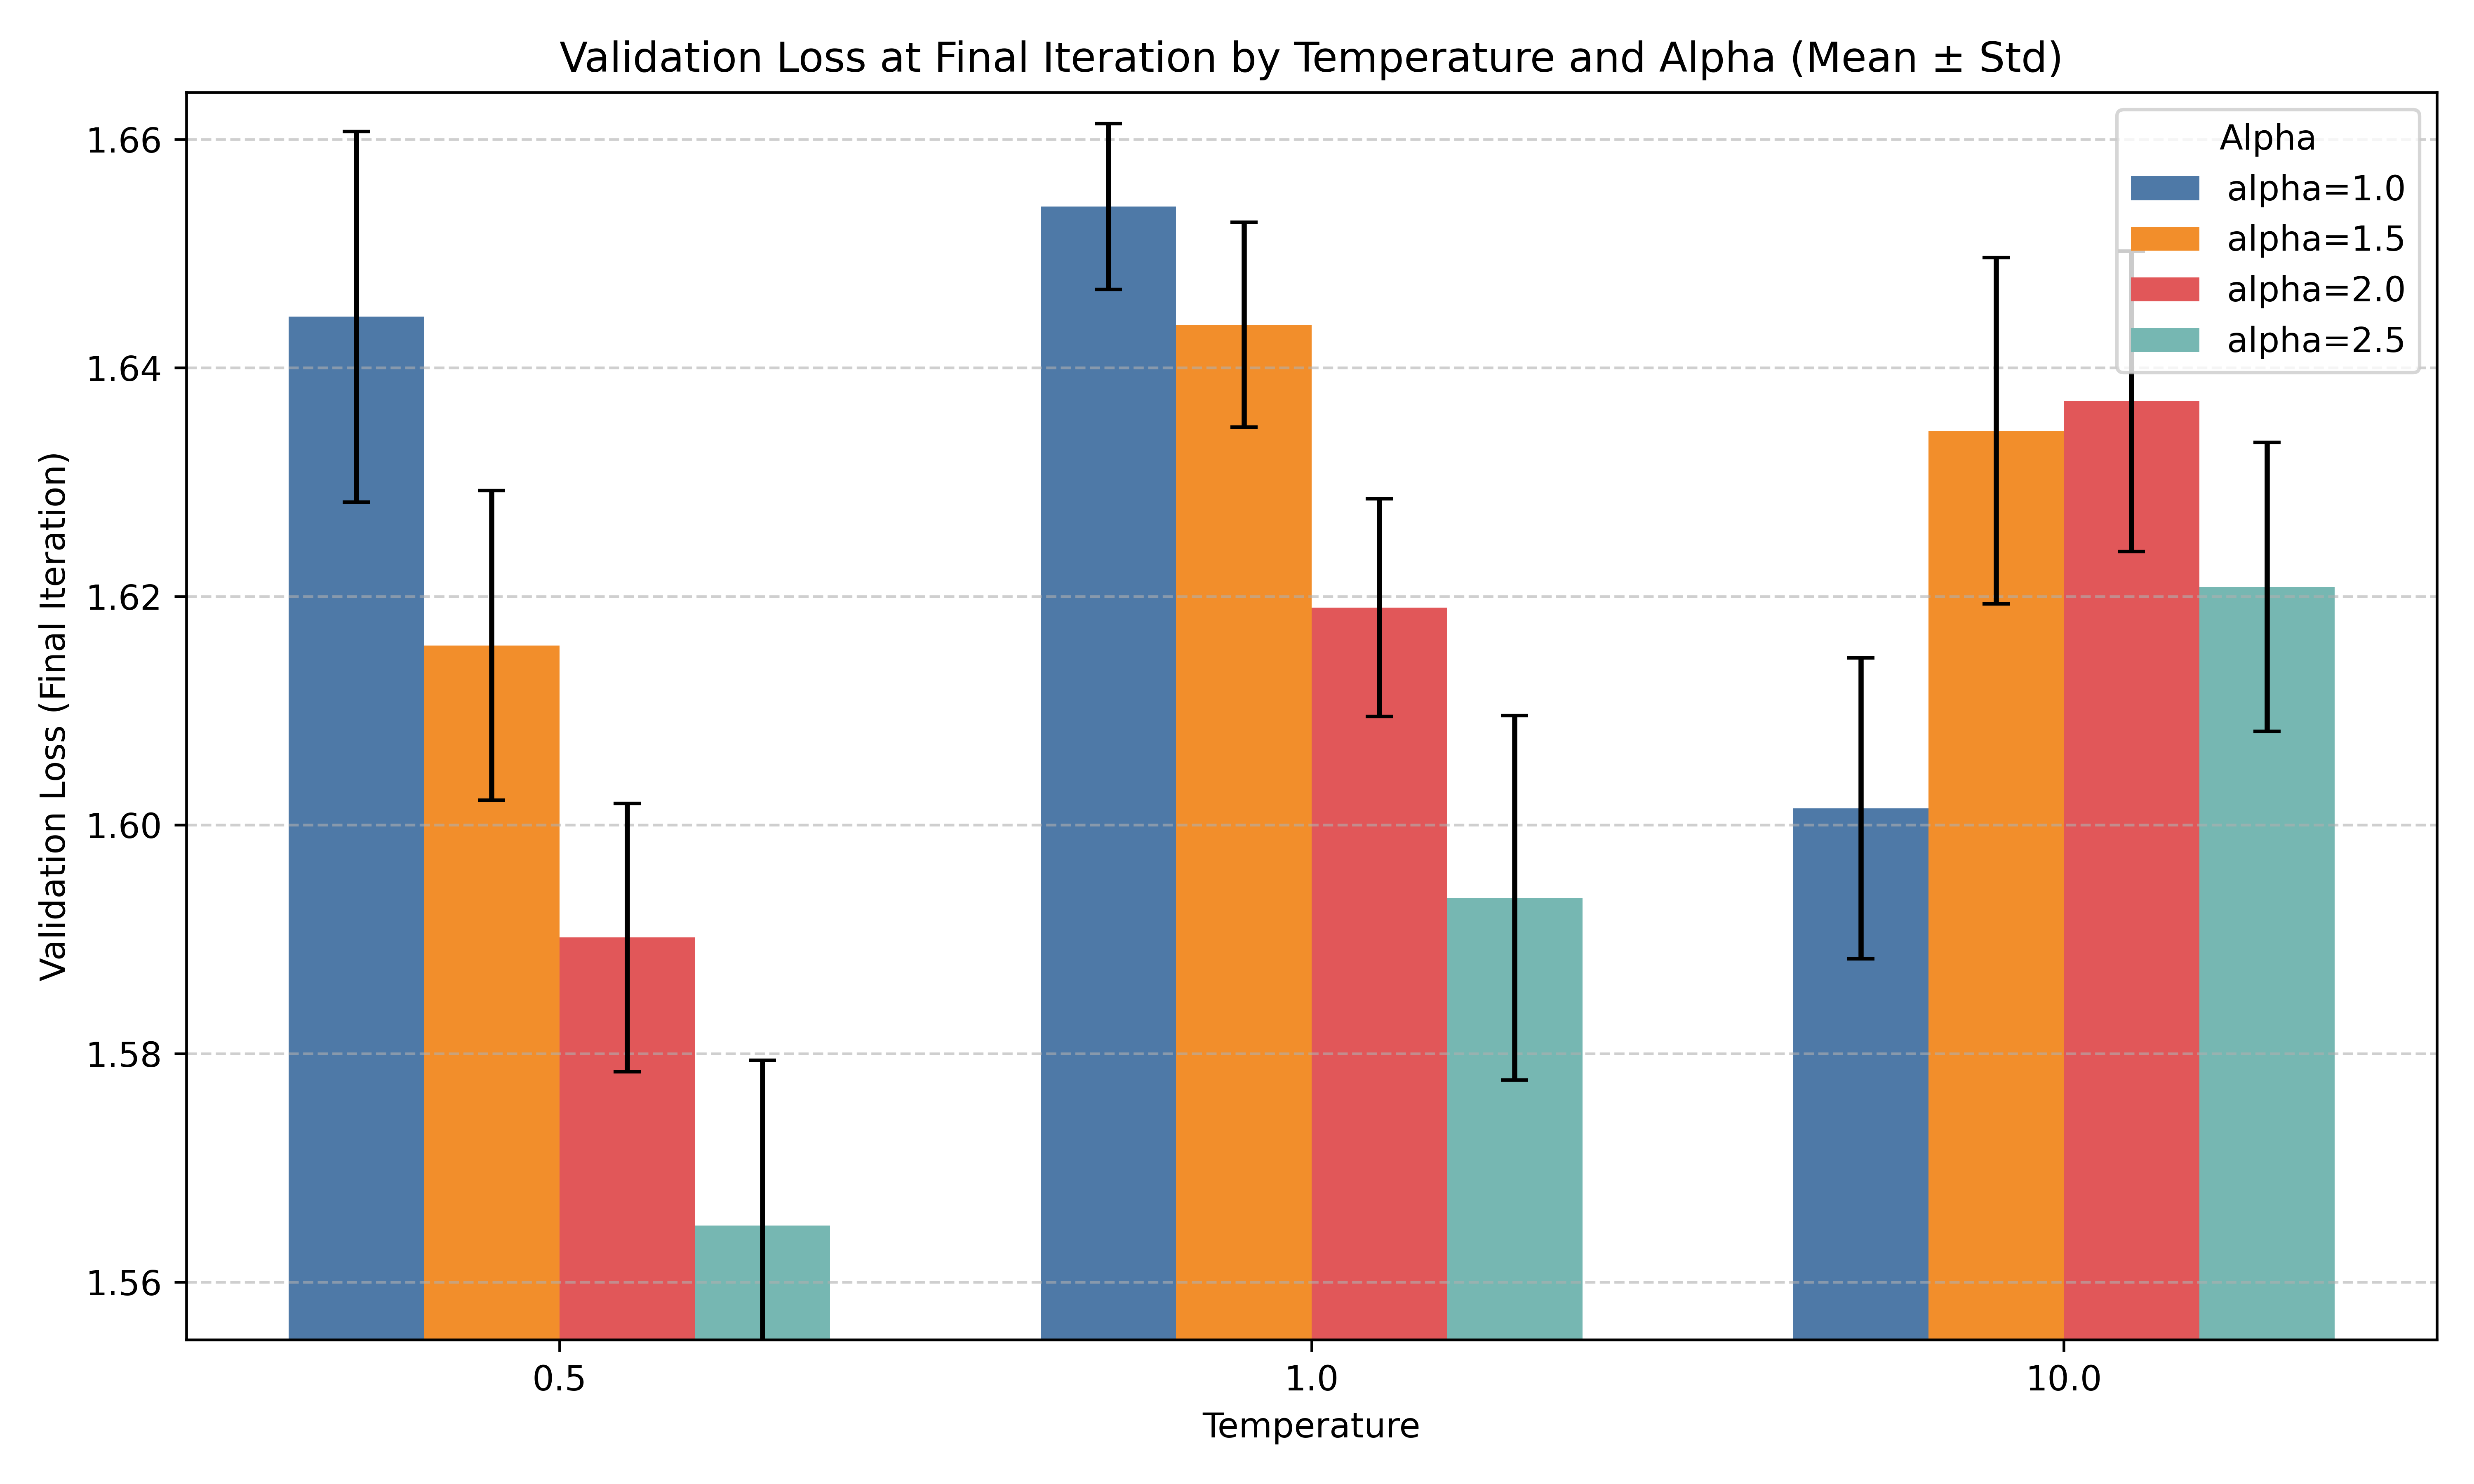 Validation Loss at Final Iteration by Temperature and Alpha (Mean ± Std)
Validation Loss (Final Iteration)
1.66
1.64
1.62
1.60
1.58
1.56
Alpha
alpha=1.0
alpha=1.5
alpha=2.0
alpha=2.5
0.5
1.0
10.0
Temperature